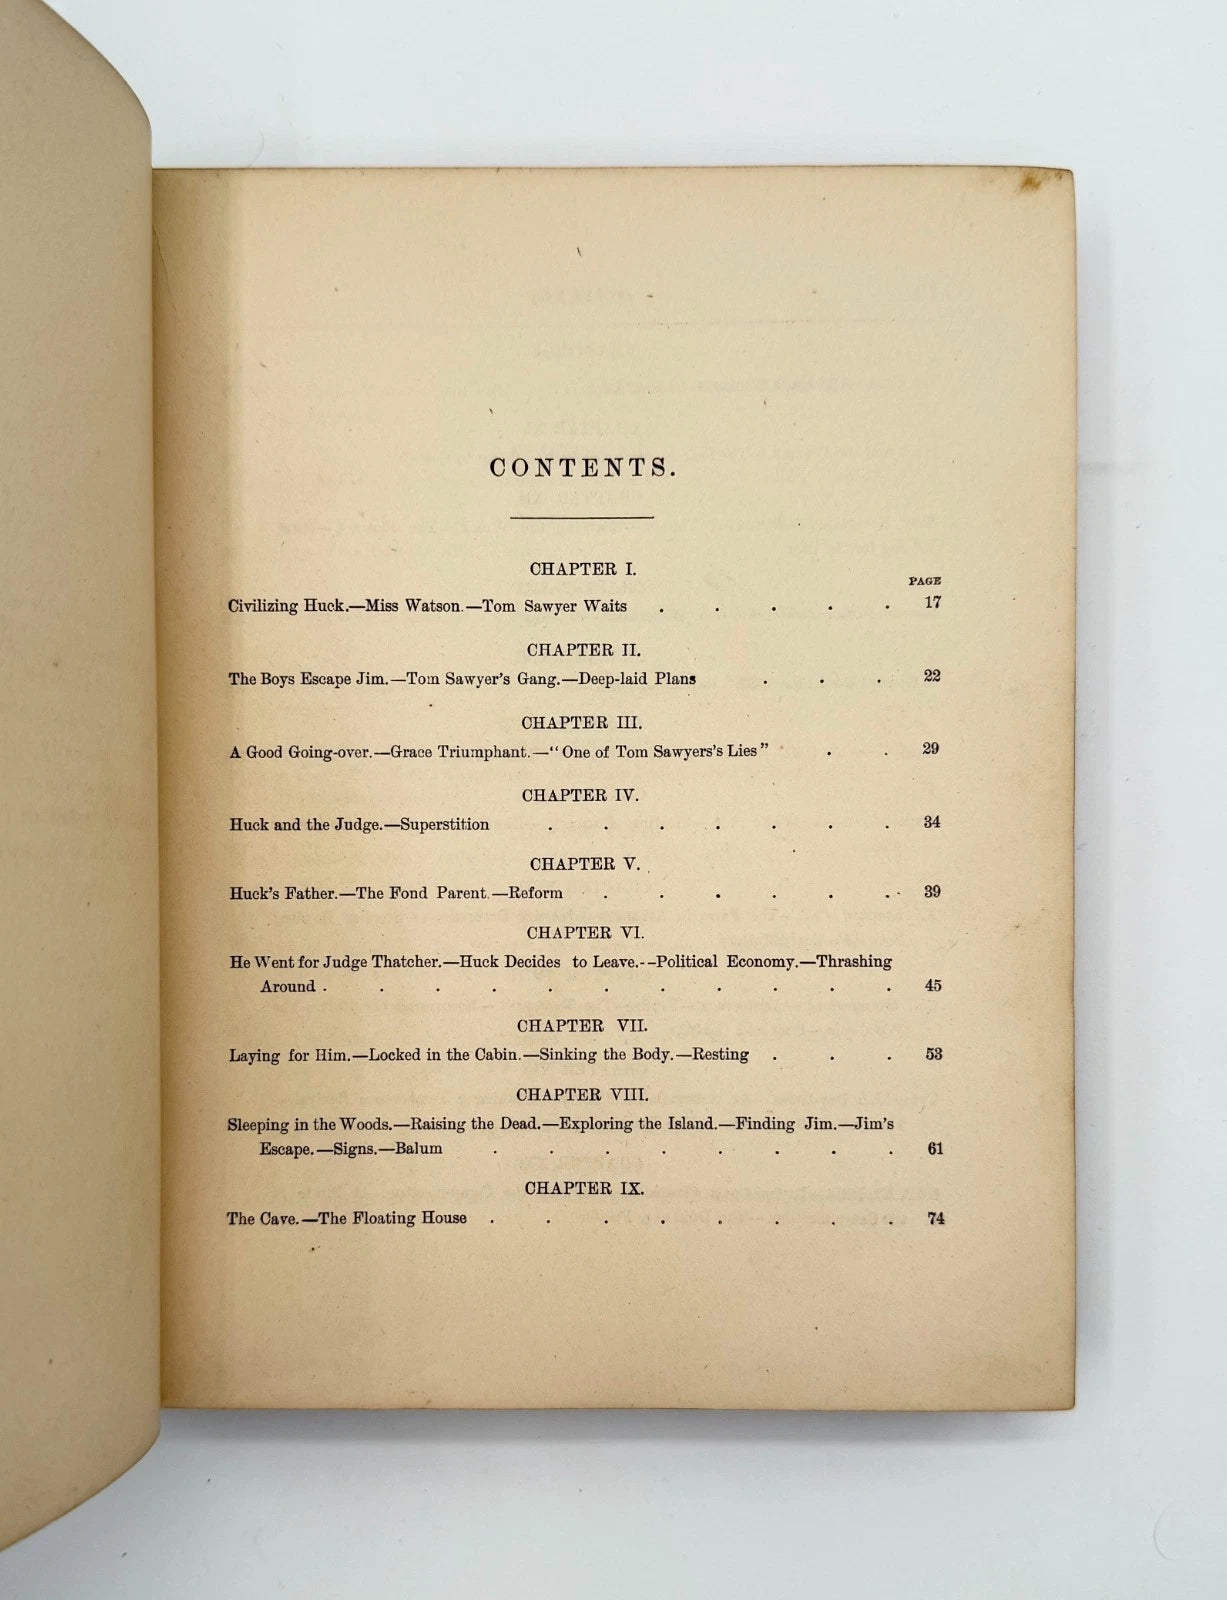 CONTENTS.
CHAPTER I.
PAGE
Civilizing Huck.—Miss Watson.—Tom Sawyer Waits . . . . . 17
CHAPTER II.
The Boys Escape Jim.—Tom Sawyer's Gang.—Deep-laid Plans . . . 22
CHAPTER III.
A Good Going-over.—Grace Triumphant.—"One of Tom Sawyers's Lies" . . 29
CHAPTER IV.
Huck and the Judge.—Superstition . . . . . . . 34
CHAPTER V.
Huck's Father.—The Fond Parent.—Reform . . . . . . 39
CHAPTER VI.
He Went for Judge Thatcher.—Huck Decides to Leave.--Political Economy.—Thrashing
Around . . . . . . . . . . . 45
CHAPTER VII.
Laying for Him.—Locked in the Cabin.—Sinking the Body.—Resting . . . 53
CHAPTER VIII.
Sleeping in the Woods.—Raising the Dead.—Exploring the Island.—Finding Jim.—Jim's
Escape.—Signs.—Balum . . . . . . . . 61
CHAPTER IX.
The Cave.—The Floating House . . . . . . . . 74